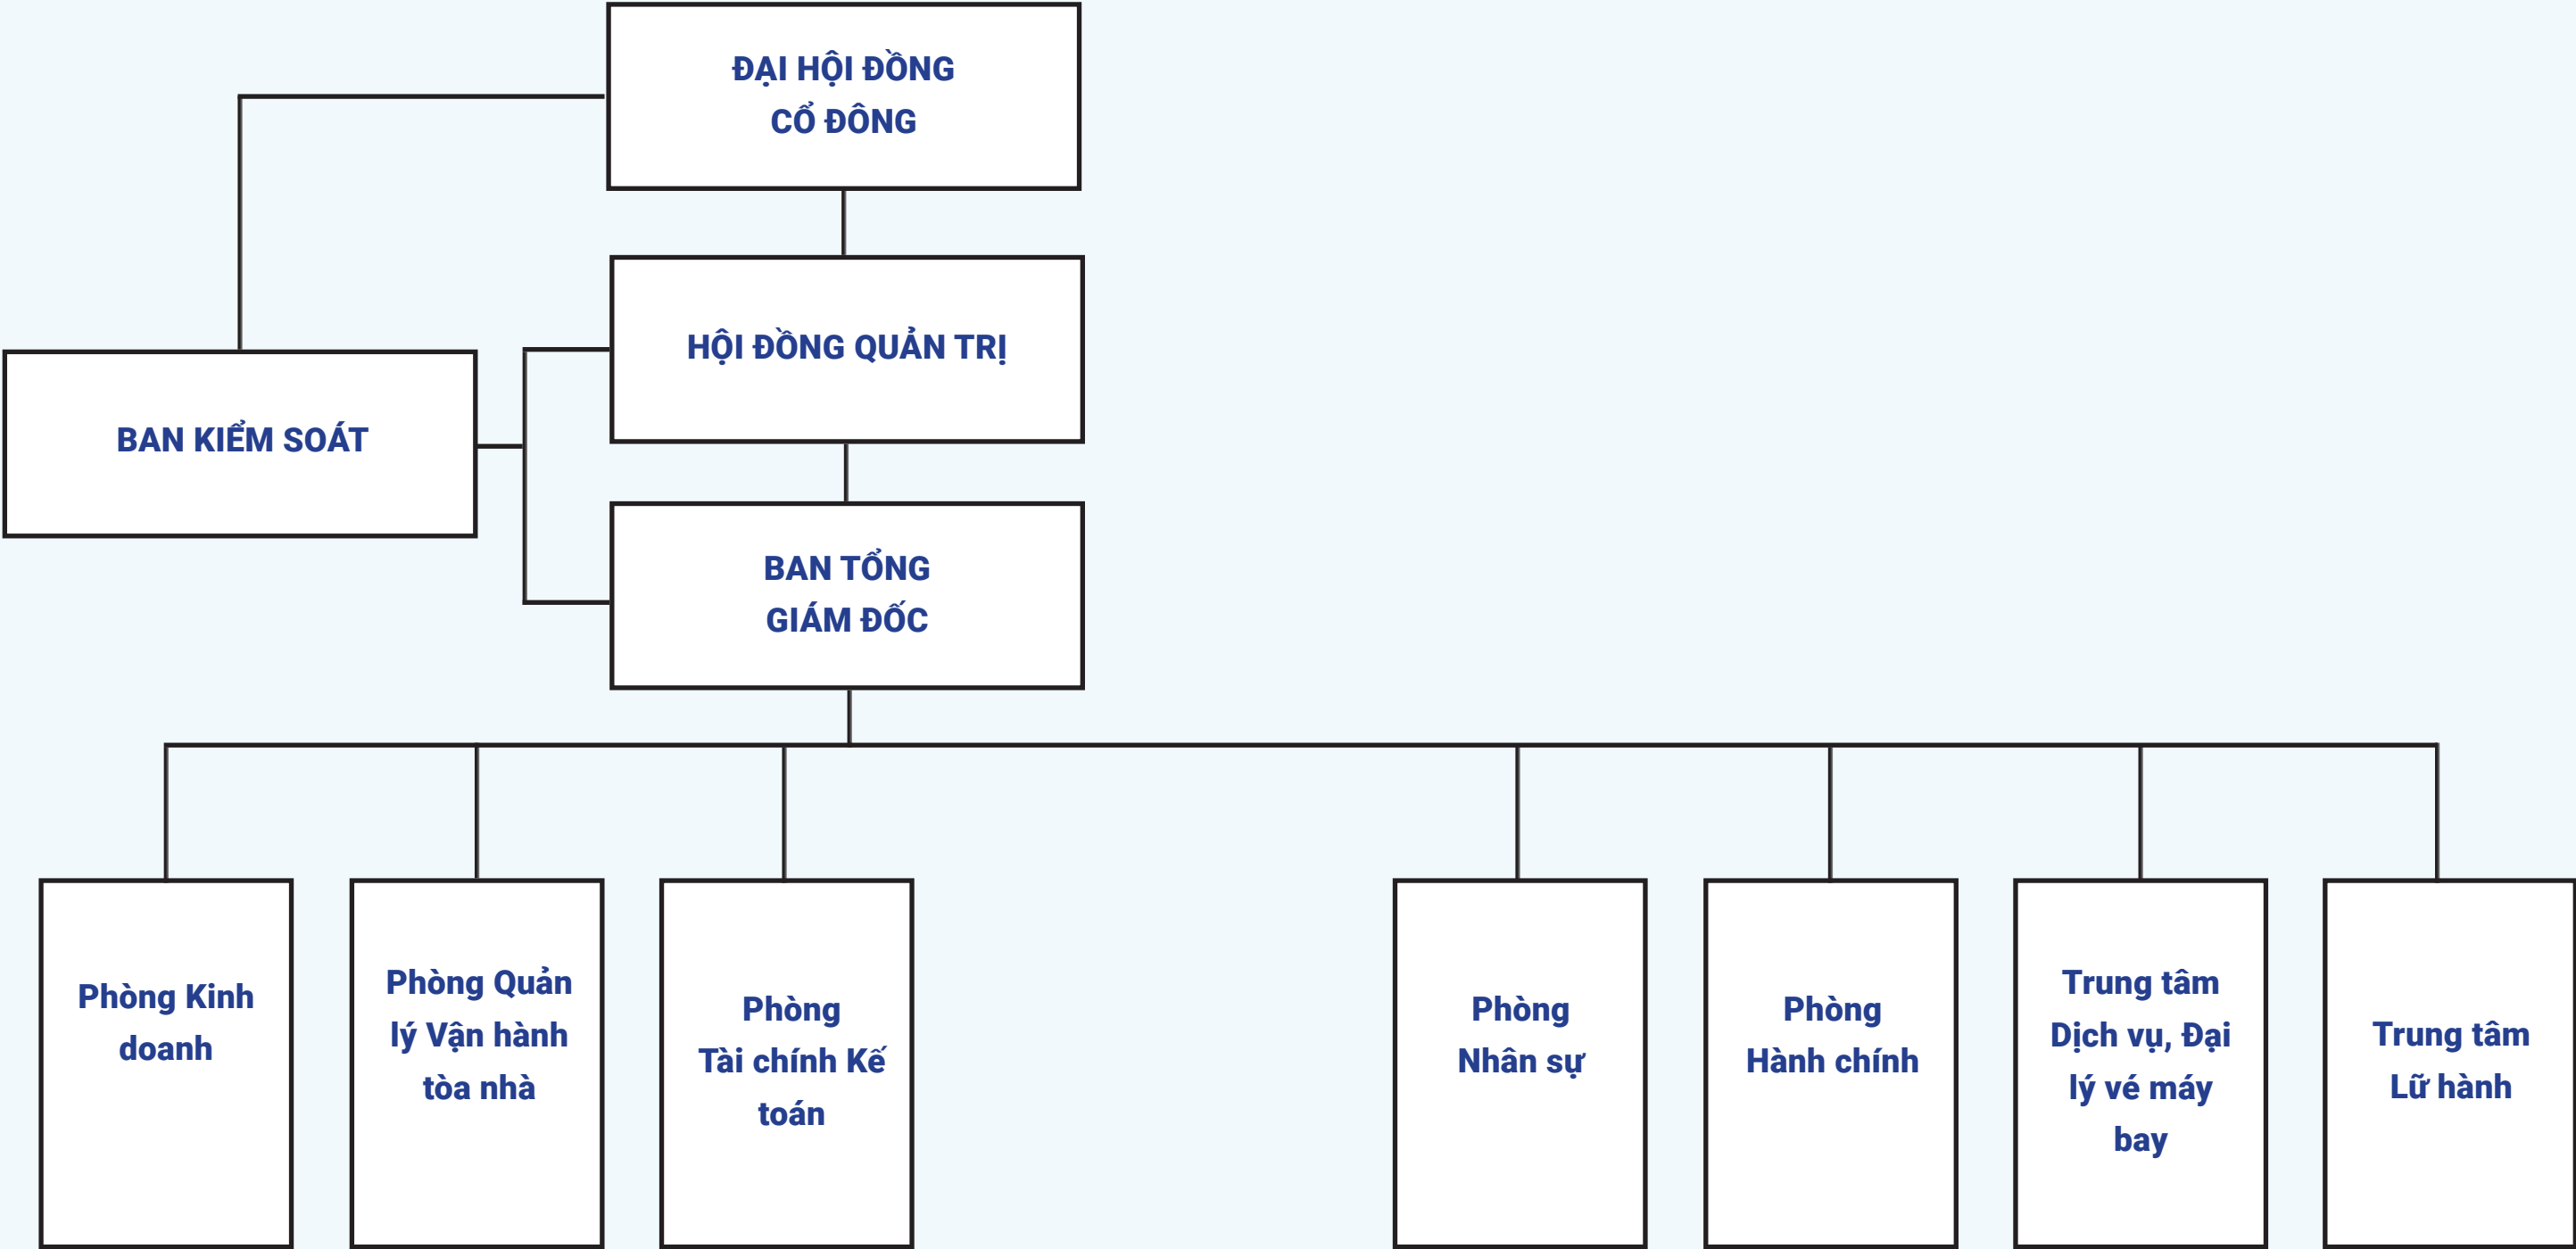 ĐẠI HỘI ĐỒNG
CỔ ĐÔNG
HỘI ĐỒNG QUẢN TRỊ
BAN KIỂM SOÁT
BAN TỔNG
GIÁM ĐỐC
Phòng Kinh
doanh
Phòng Quản
lý Vận hành
tòa nhà
Phòng
Tài chính Kế
toán
Phòng
Nhân sự
Phòng
Hành chính
Trung tâm
Dịch vụ, Đại
lý vé máy
bay
Trung tâm
Lữ hành